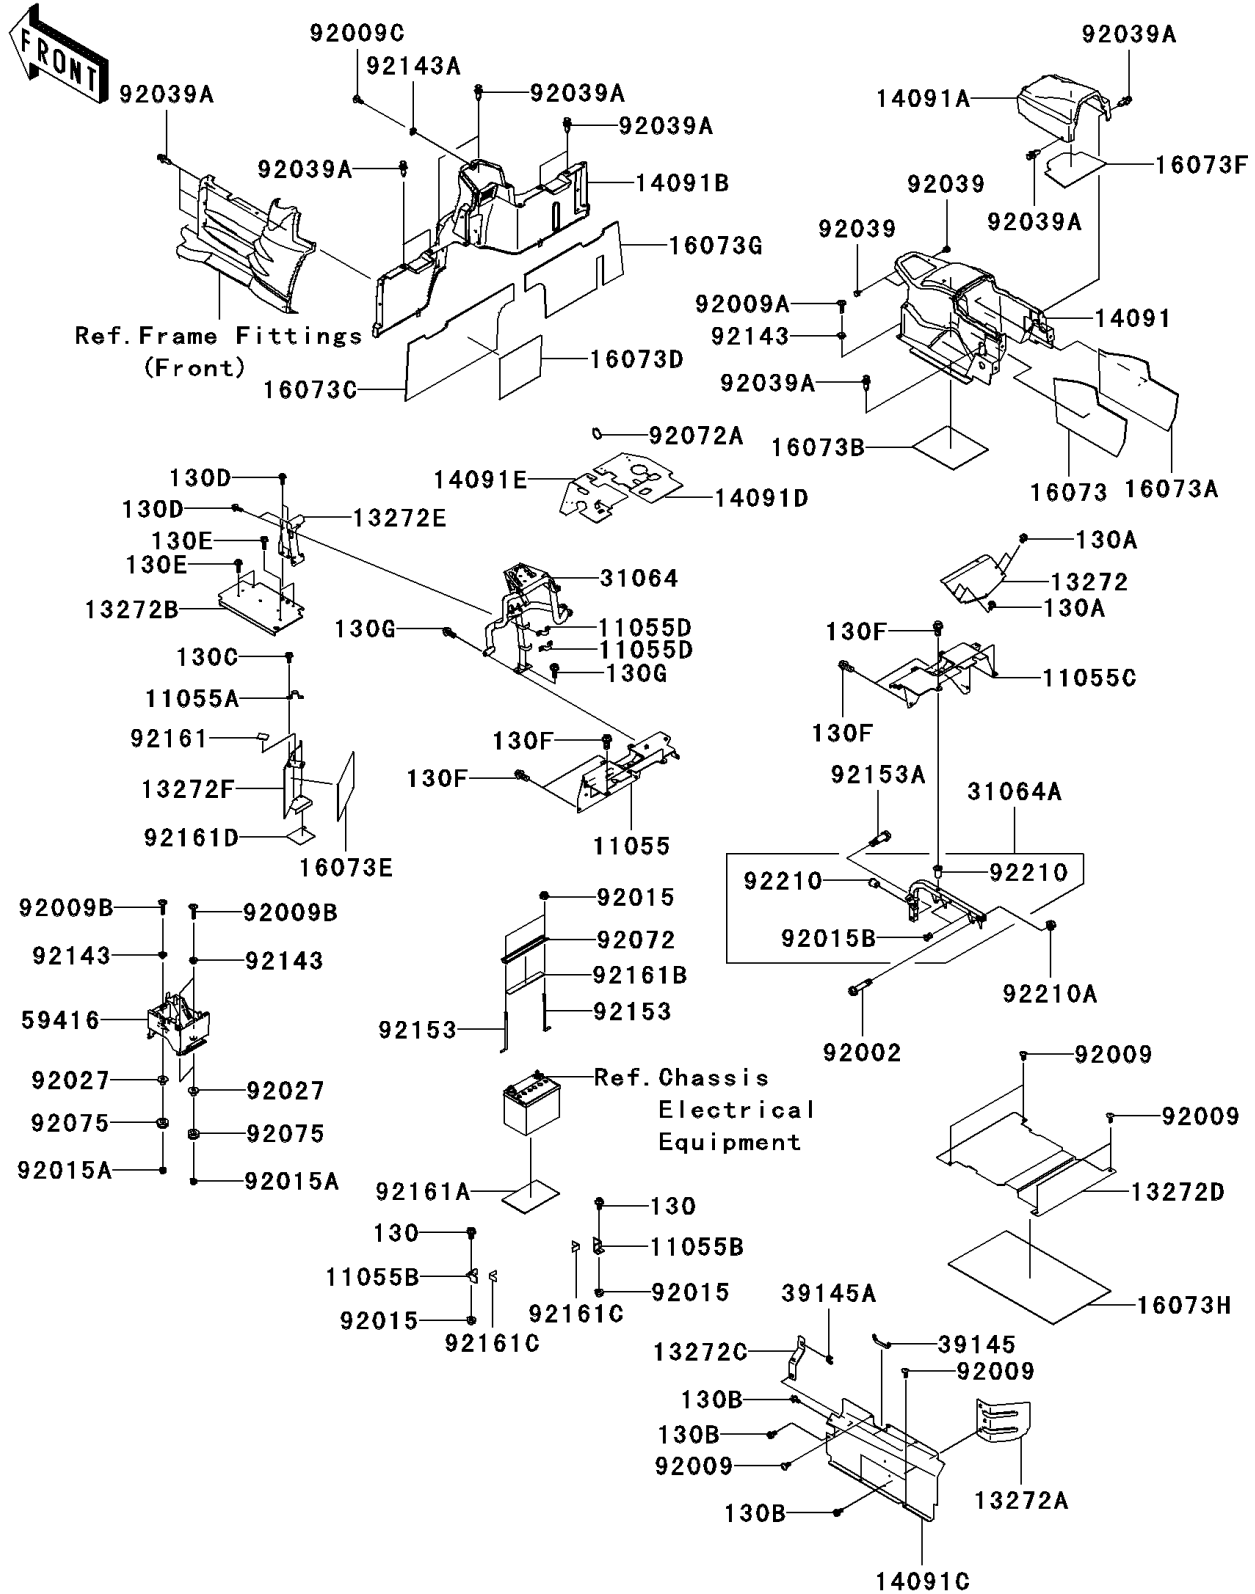 FRONT
92009C
92039A
92143A
92039A
92039A
14091A
92039A
92039A
92039A
14091B
16073F
92039
92039A
92039
16073G
92009A
14091
Ref.Frame Fittings
(Front)
92143
16073D
16073C
92039A
92072A
16073B
130D
14091E
14091D
16073
16073A
130D
13272E
130E
130A
130E
31064
13272
13272B
130A
130G
11055D
130F
11055D
130C
130G
11055C
11055A
92161
130F
130F
130F
92153A
13272F
31064A
92161D
11055
16073E
92210
92210
92015
92009B
92009B
92072
92015B
92143
92143
92161B
92210A
59416
92153
92153
92002
92027
92027
Ref.Chassis
Electrical
Equipment
92009
92075
92075
92009
92015A
92015A
92161A
13272D
130
130
11055B
11055B
92015
39145A
16073H
92015
92161C
92161C
13272C
39145
92009
130B
130B
92009
13272A
130B
14091C